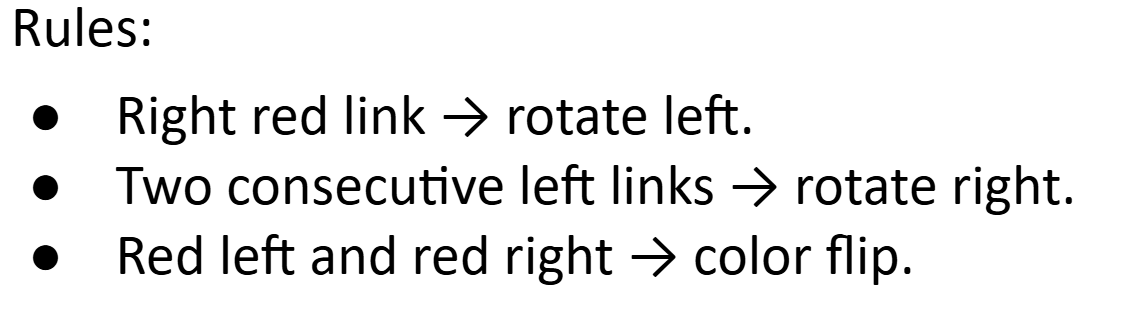 Rules:
● Right red link → rotate left.
● Two consecutive left links → rotate right.
● Red left and red right → color flip.